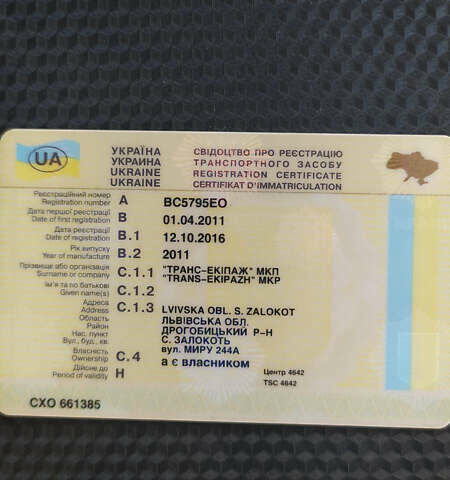 UA
УКРАЇНА СВІДОЦТВО ПРО РЕЄСТРАЦІЮ
УКРАИНА ТРАНСПОРТНОГО ЗАСОБУ
UKRAINE REGISTRATION CERTIFICATE
UKRAINE CERTIFIKAT D'IMMATRICULATION
Реєстраційний номер
Registration number A BC5795EO
Дата першої реєстрації
Date of first registration B 01.04.2011
Дата реєстрації
Date of registration B.1 12.10.2016
Рік випуску
Year of manufacture B.2 2011
Прізвище або організація C.1.1 "ТРАНС-ЕКІПАЖ" МКП
Surname or company "TRANS-EKIPAZH" MKP
Ім'я та по батькові
Given name(s) C.1.2
Адреса
Address C.1.3 LVIVSKA OBL. S. ZALOKOT
Область ЛЬВІВСЬКА ОБЛ.
Район ДРОГОБИЦЬКИЙ Р-Н
Нас. пункт С. ЗАЛОКОТЬ
Вул., буд., кв. вул. МИРУ 244А
Власність
Ownership C.4 а є власником
Дійсне до Центр 4642
Period of validity H TSC 4642
СХО 661385